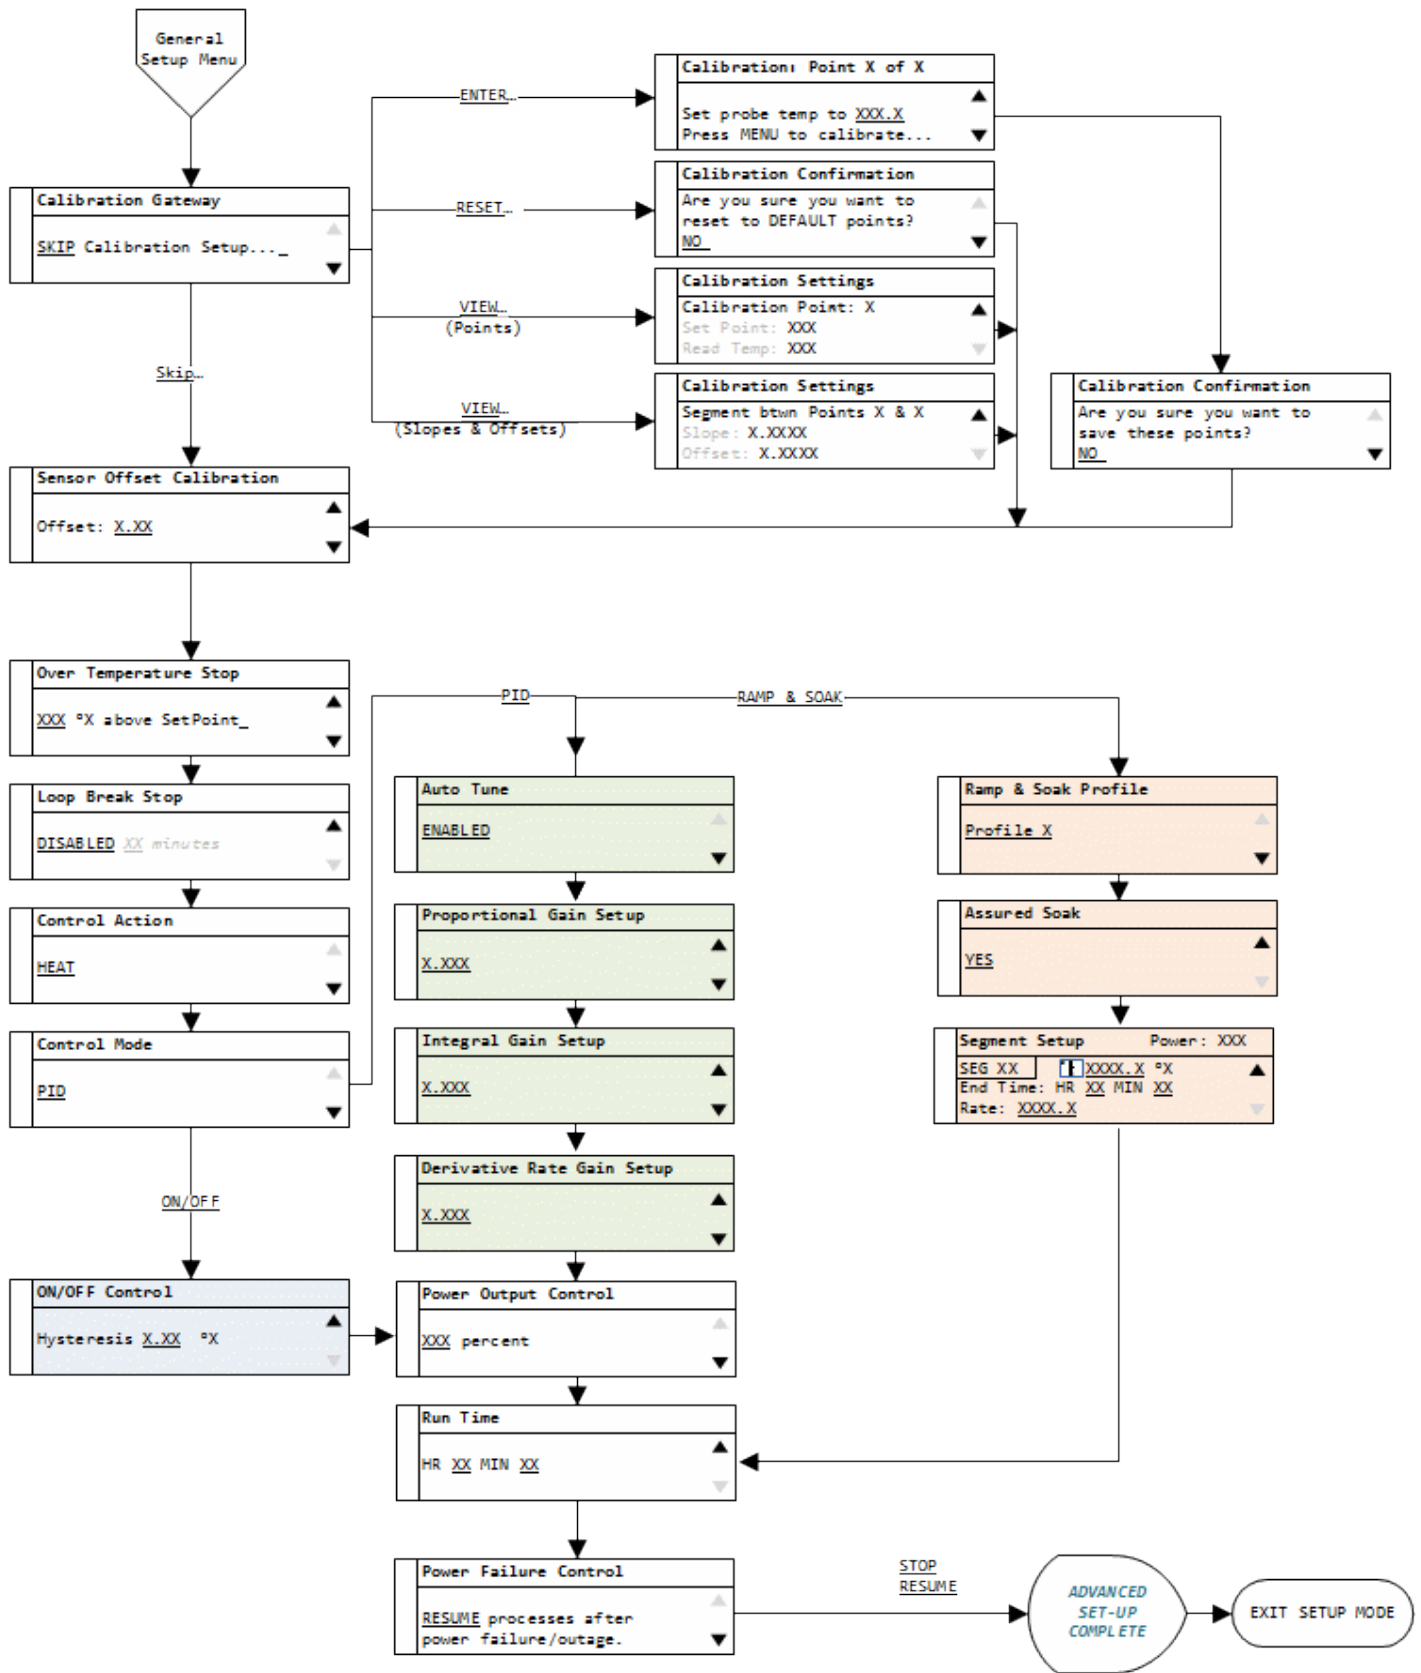 General
Setup Menu
ENTER…
Calibration: Point X of X
Set probe temp to XXX.X
Press MENU to calibrate...
RESET…
Calibration Confirmation
Are you sure you want to
reset to DEFAULT points?
NO_
Calibration Gateway
SKIP Calibration Setup..._
VIEW…
(Points)
Calibration Settings
Calibration Point: X
Set Point: XXX
Read Temp: XXX
Skip…
VIEW…
(Slopes & Offsets)
Calibration Settings
Segment btwn Points X & X
Slope: X.XXXX
Offset: X.XXXX
Calibration Confirmation
Are you sure you want to
save these points?
NO_
Sensor Offset Calibration
Offset: X.XX
Over Temperature Stop
XXX °X above SetPoint_
PID
RAMP & SOAK
Loop Break Stop
DISABLED XX minutes
Control Action
HEAT
Control Mode
PID
ON/OFF
ON/OFF Control
Hysteresis X.XX °X
Auto Tune
ENABLED
Proportional Gain Setup
X.XXX
Integral Gain Setup
X.XXX
Derivative Rate Gain Setup
X.XXX
Power Output Control
XXX percent
Run Time
HR XX MIN XX
Ramp & Soak Profile
Profile X
Assured Soak
YES
Segment Setup Power: XXX
SEG XX XXXX.X °X
End Time: HR XX MIN XX
Rate: XXXX.X
Power Failure Control
RESUME processes after
power failure/outage.
STOP
RESUME
ADVANCED
SET-UP
COMPLETE
EXIT SETUP MODE